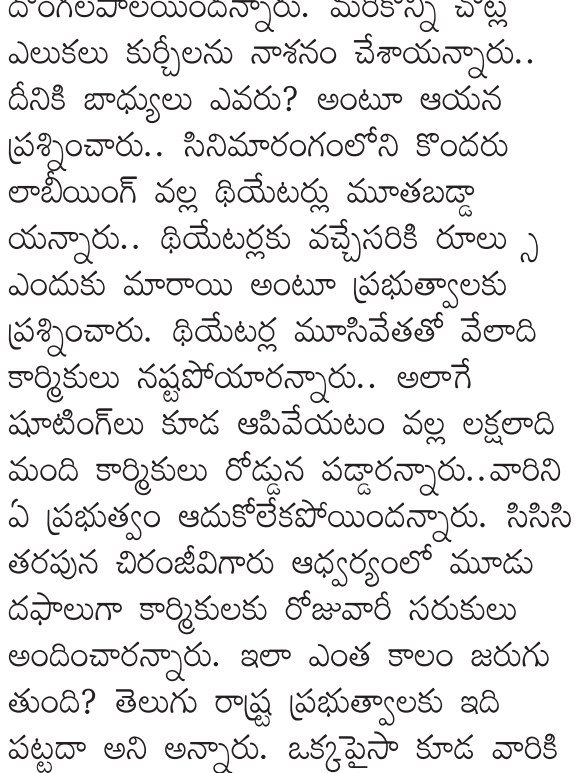 దొంగలపాలయిందన్నారు. మరికొన్ని చోట్ల
ఎలుకలు కుర్చీలను నాశనం చేశాయన్నారు..
దీనికి బాధ్యులు ఎవరు? అంటూ ఆయన
ప్రశ్నించారు.. సినిమారంగంలోని కొందరు
లాబీయింగ్ వల్ల థియేటర్లు మూతబడ్డా
యన్నారు.. థియేటర్లకు వచ్చేసరికి రూలు ్స
ఎందుకు మారాయి అంటూ ప్రభుత్వాలకు
ప్రశ్నించారు. థియేటర్ల మూసివేతతో వేలాది
కార్మికులు నష్టపోయారన్నారు.. అలాగే
షూటింగ్‌లు కూడ ఆపివేయటం వల్ల లక్షలాది
మంది కార్మికులు రోడ్డున పడ్డారన్నారు..వారిని
ఏ ప్రభుత్వం ఆదుకోలేకపోయిందన్నారు. సిసిసి
తరపున చిరంజీవిగారు ఆధ్వర్యంలో మూడు
దఫాలుగా కార్మికులకు రోజువారీ సరుకులు
అందించారన్నారు. ఇలా ఎంత కాలం జరుగు
తుంది? తెలుగు రాష్ట్ర ప్రభుత్వాలకు ఇది
పట్టదా అని అన్నారు. ఒక్కపైసా కూడ వారికి